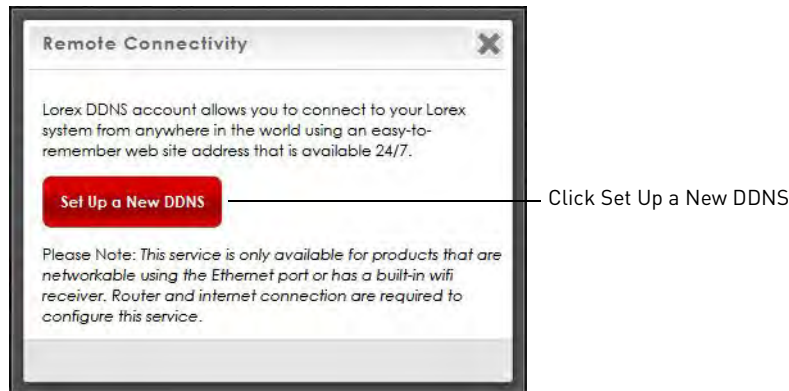 Remote Connectivity
Lorex DDNS account allows you to connect to your Lorex
system from anywhere in the world using an easy-to-
remember web site address that is available 24/7.
Set Up a New DDNS
Click Set Up a New DDNS
Please Note: This service is only available for products that are
networkable using the Ethernet port or has a built-in wifi
receiver. Router and internet connection are required to
configure this service.